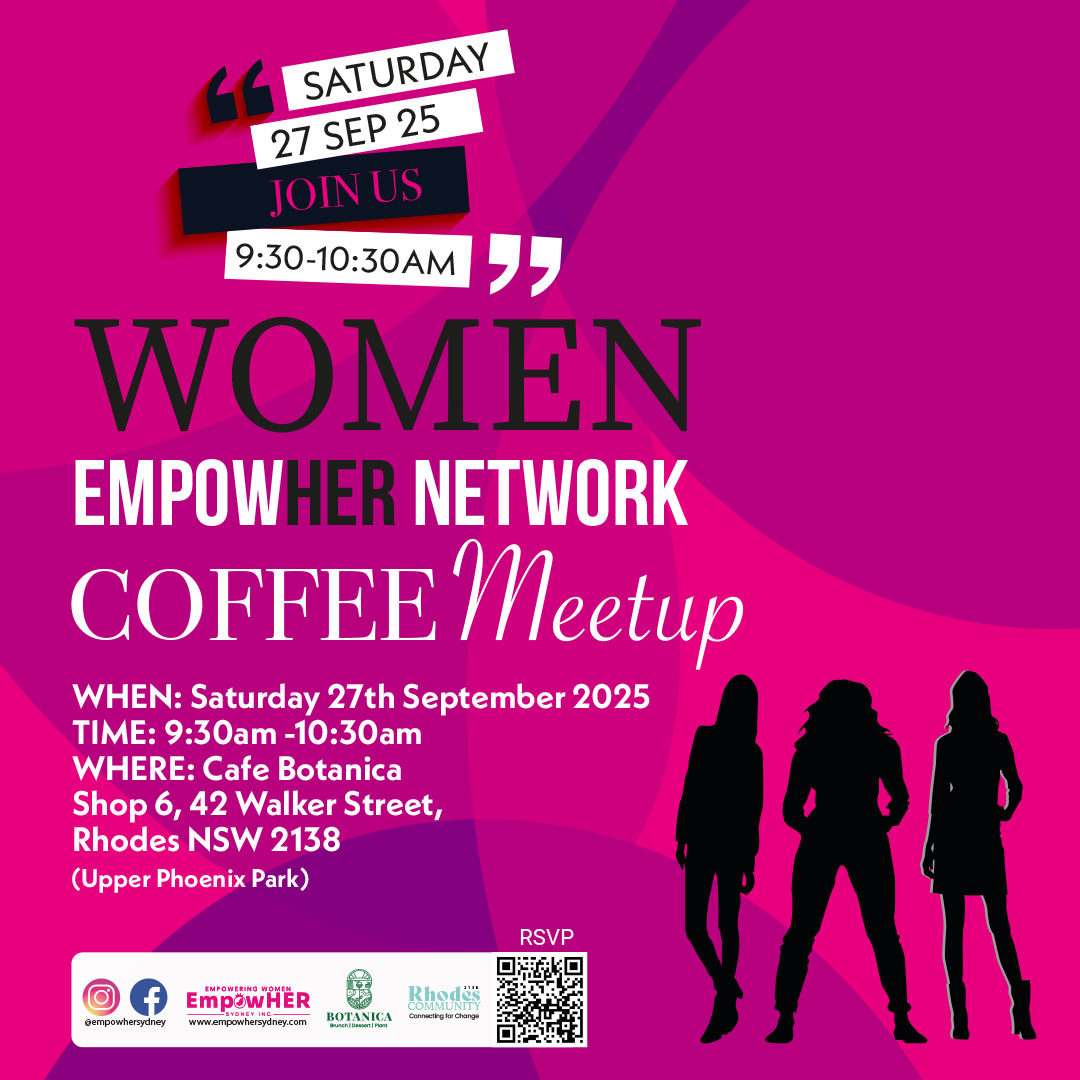 SATURDAY
27 SEP 25
JOIN US
9:30-10:30AM
WOMEN
EMPOWHER NETWORK
COFFEE Meetup
WHEN: Saturday 27th September 2025
TIME: 9:30am -10:30am
WHERE: Cafe Botanica
Shop 6, 42 Walker Street,
Rhodes NSW 2138
(Upper Phoenix Park)
RSVP
@empowhersydney
EMPOWERING WOMEN
EmpowHER
SYDNEY INC.
www.empowhersydney.com
BOTANICA
Brunch | Dessert | Plant
2138
Rhodes
COMMUNITY
Connecting for Change